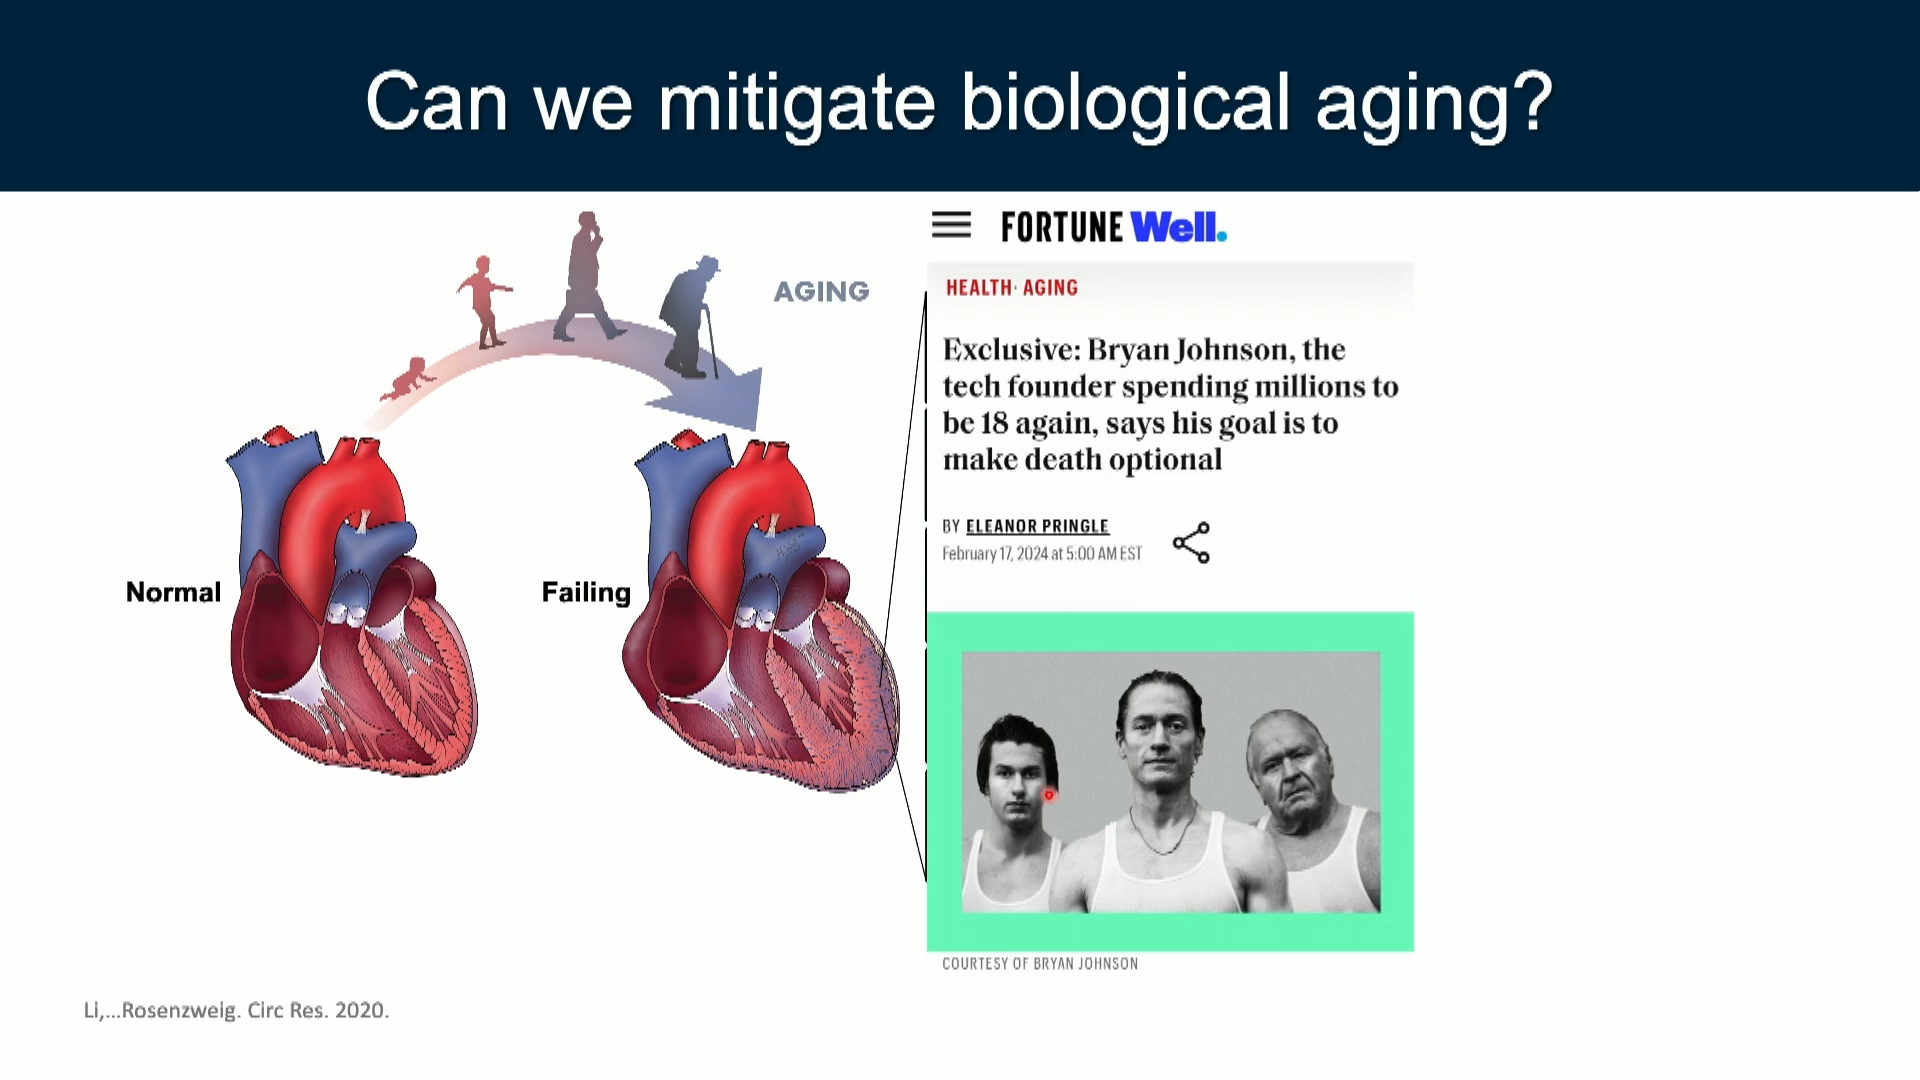 Can we mitigate biological aging?
AGING
Normal
Failing
FORTUNE Well.
HEALTH· AGING
Exclusive: Bryan Johnson, the
tech founder spending millions to
be 18 again, says his goal is to
make death optional
BY ELEANOR PRINGLE
February 17, 2024 at 5:00 AM EST
COURTESY OF BRYAN JOHNSON
Li,...Rosenzweig. Circ Res. 2020.